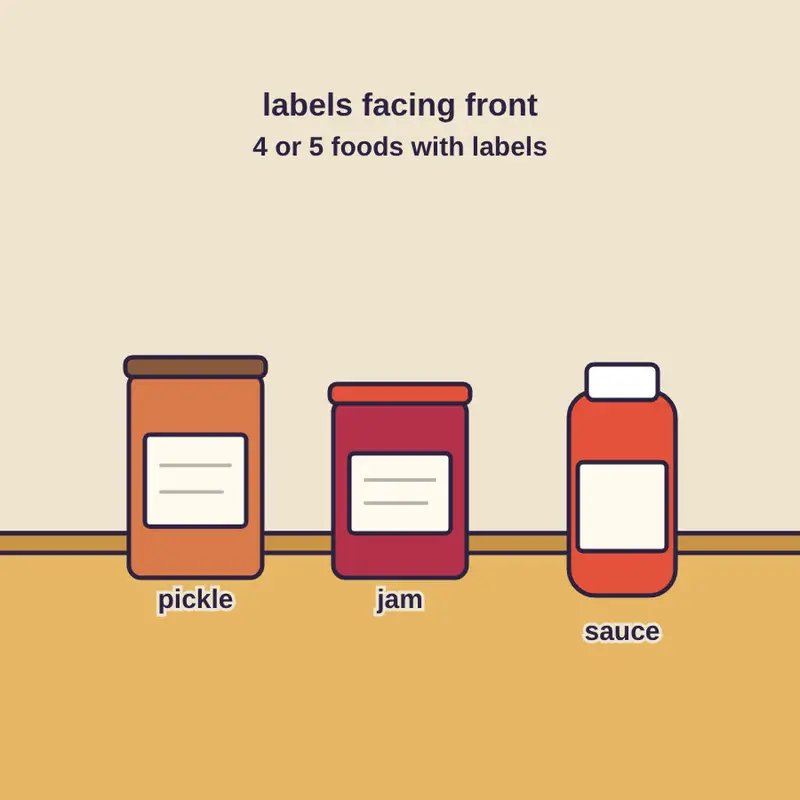 labels facing front
4 or 5 foods with labels
pickle
jam
sauce